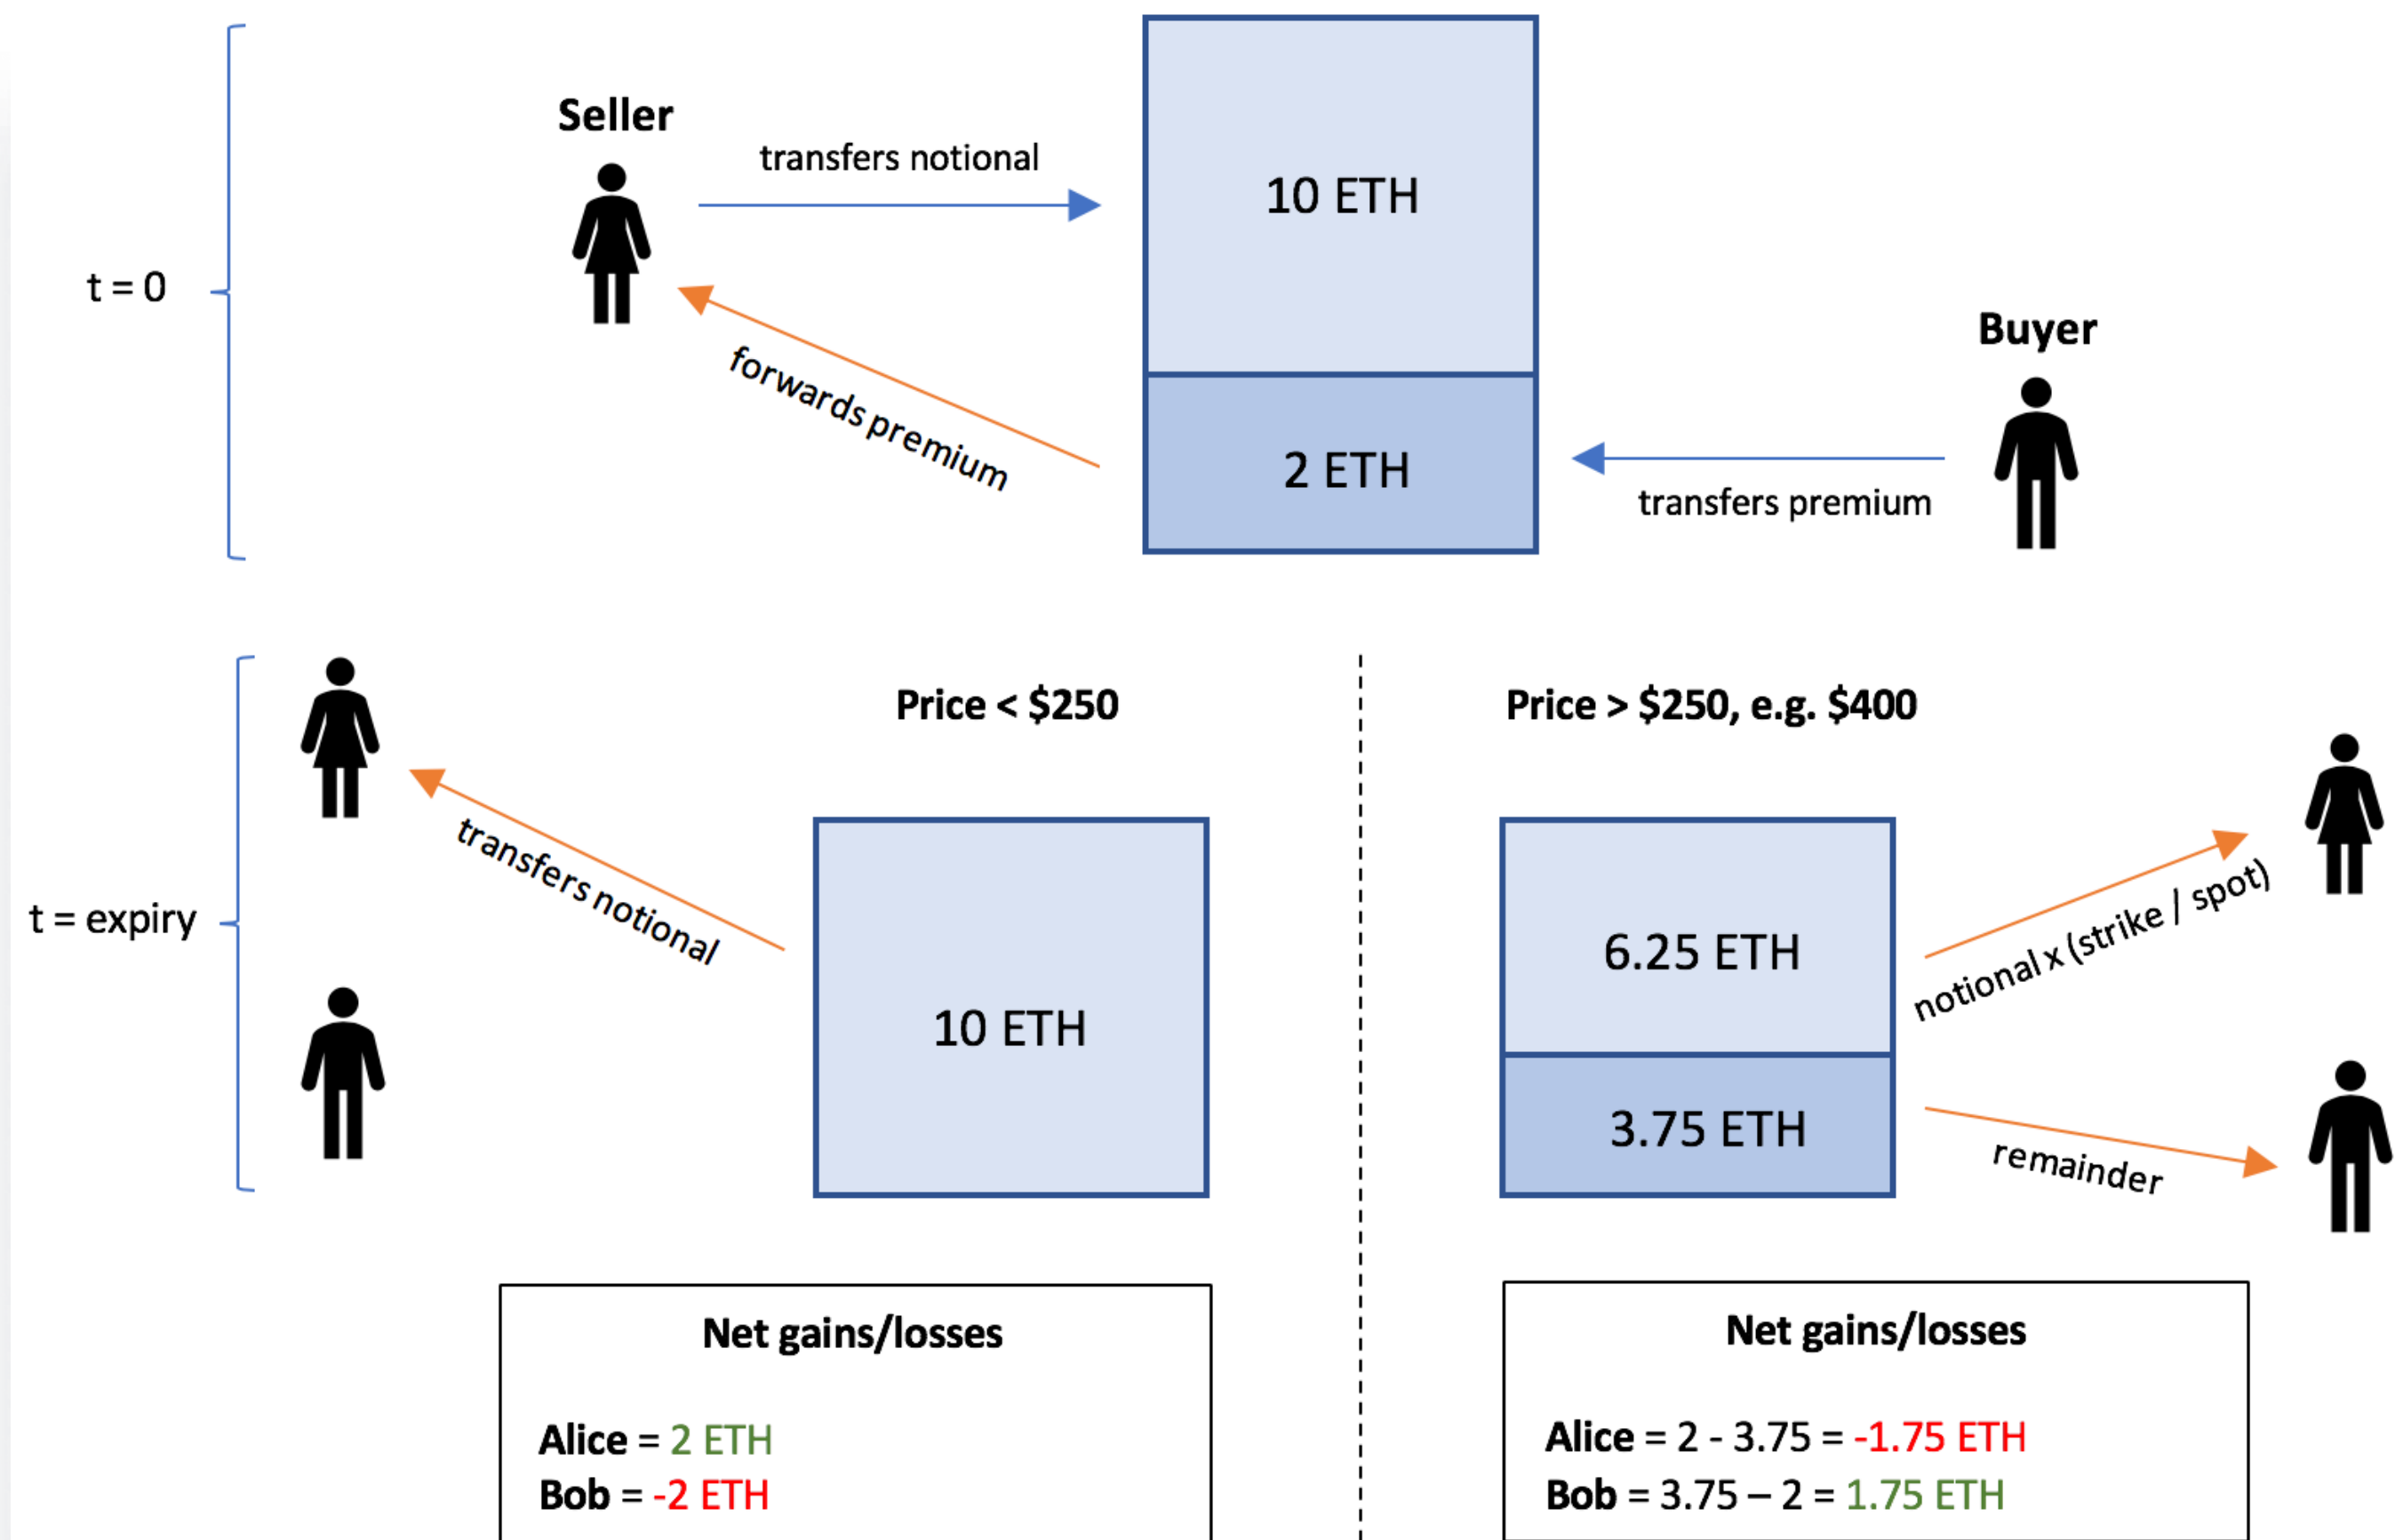 Seller
transfers notional
10 ETH
t = 0
Buyer
forwards premium
2 ETH
transfers premium
Price < $250
Price > $250, e.g. $400
transfers notional
t = expiry
10 ETH
6.25 ETH
notional x (strike / spot)
3.75 ETH
remainder
Net gains/losses
Alice = 2 ETH
Bob = -2 ETH
Net gains/losses
Alice = 2 - 3.75 = -1.75 ETH
Bob = 3.75 – 2 = 1.75 ETH